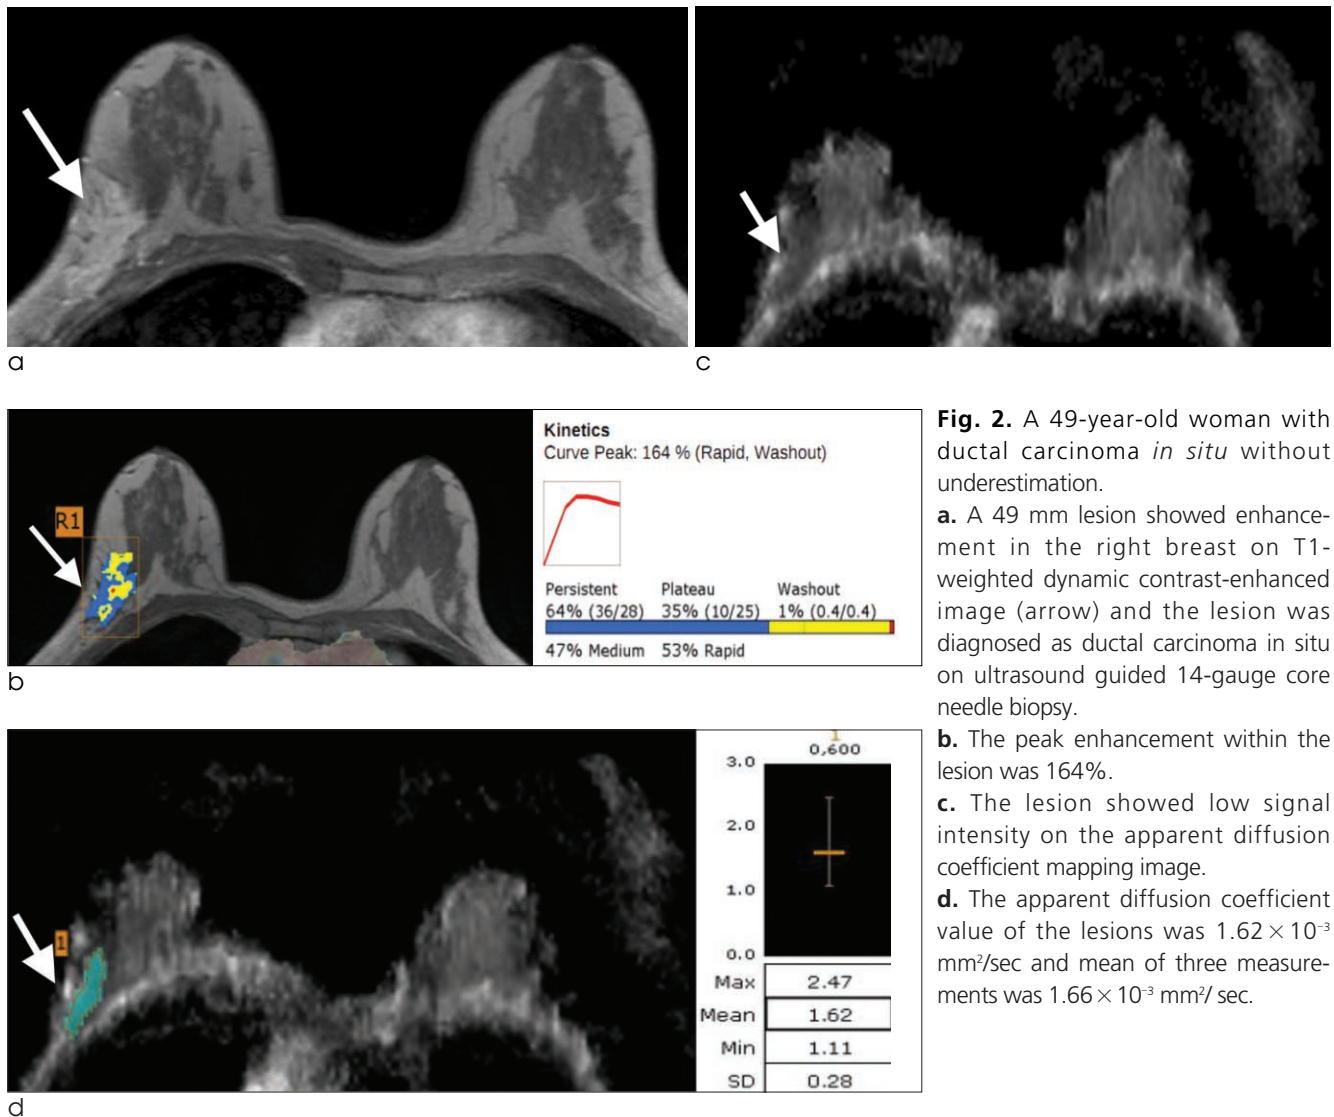 a
c
R1
Kinetics
Curve Peak: 164 % (Rapid, Washout)
Persistent Plateau Washout
64% (36/28) 35% (10/25) 1% (0.4/0.4)
47% Medium 53% Rapid
b
1
1
0,600
3.0
2.0
1.0
0.0
Max 2.47
Mean 1.62
Min 1.11
SD 0.28
d
Fig. 2. A 49-year-old woman with
ductal carcinoma in situ without
underestimation.
a. A 49 mm lesion showed enhance-
ment in the right breast on T1-
weighted dynamic contrast-enhanced
image (arrow) and the lesion was
diagnosed as ductal carcinoma in situ
on ultrasound guided 14-gauge core
needle biopsy.
b. The peak enhancement within the
lesion was 164%.
c. The lesion showed low signal
intensity on the apparent diffusion
coefficient mapping image.
d. The apparent diffusion coefficient
value of the lesions was 1.62 × 10⁻³
mm²/sec and mean of three measure-
ments was 1.66 × 10⁻³ mm²/ sec.